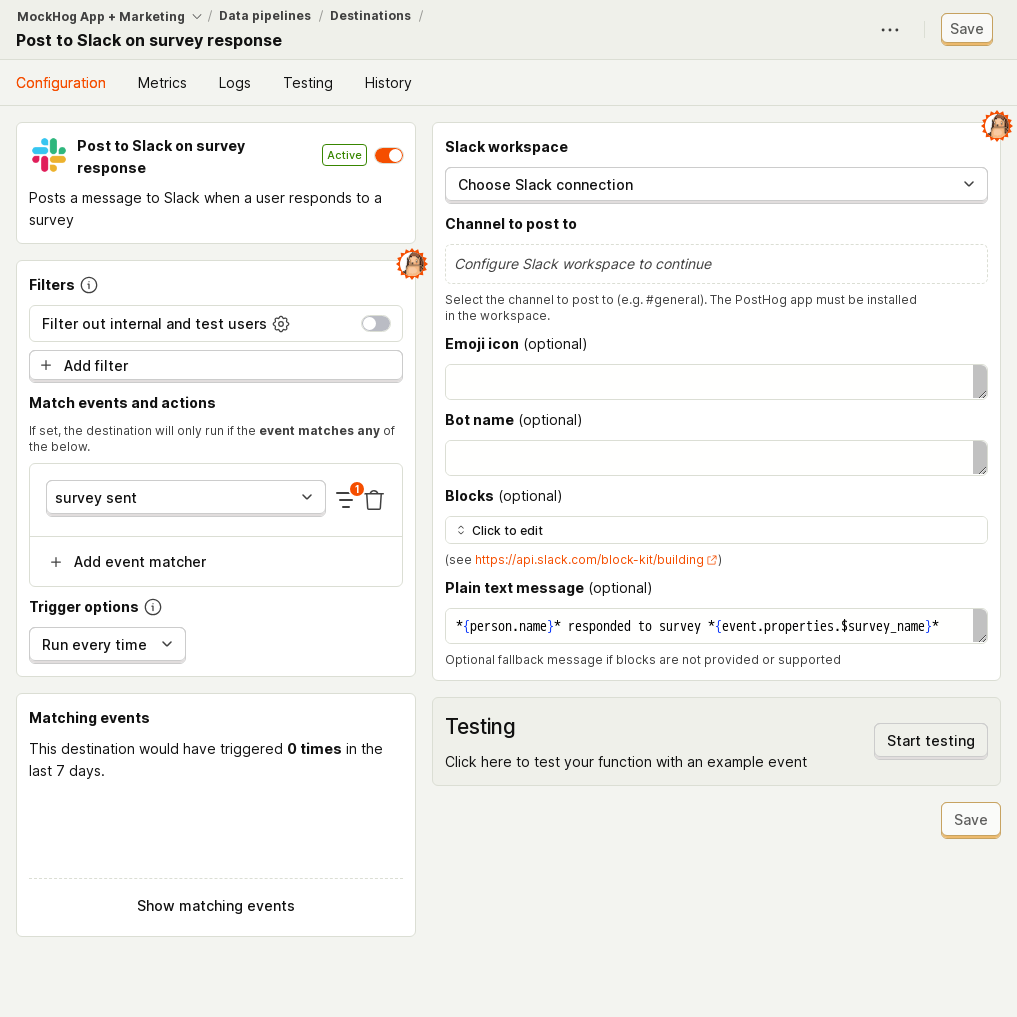 MockHog App + Marketing / Data pipelines / Destinations /
Post to Slack on survey response
Save
Configuration Metrics Logs Testing History
Post to Slack on survey
response
Active
Posts a message to Slack when a user responds to a
survey
Filters
Filter out internal and test users
Add filter
Match events and actions
If set, the destination will only run if the event matches any of
the below.
survey sent
1
Add event matcher
Trigger options
Run every time
Matching events
This destination would have triggered 0 times in the
last 7 days.
Show matching events
Slack workspace
Choose Slack connection
Channel to post to
Configure Slack workspace to continue
Select the channel to post to (e.g. #general). The PostHog app must be installed
in the workspace.
Emoji icon (optional)
Bot name (optional)
Blocks (optional)
Click to edit
(see https://api.slack.com/block-kit/building)
Plain text message (optional)
*{person.name}* responded to survey *{event.properties.$survey_name}*
Optional fallback message if blocks are not provided or supported
Testing
Click here to test your function with an example event
Start testing
Save